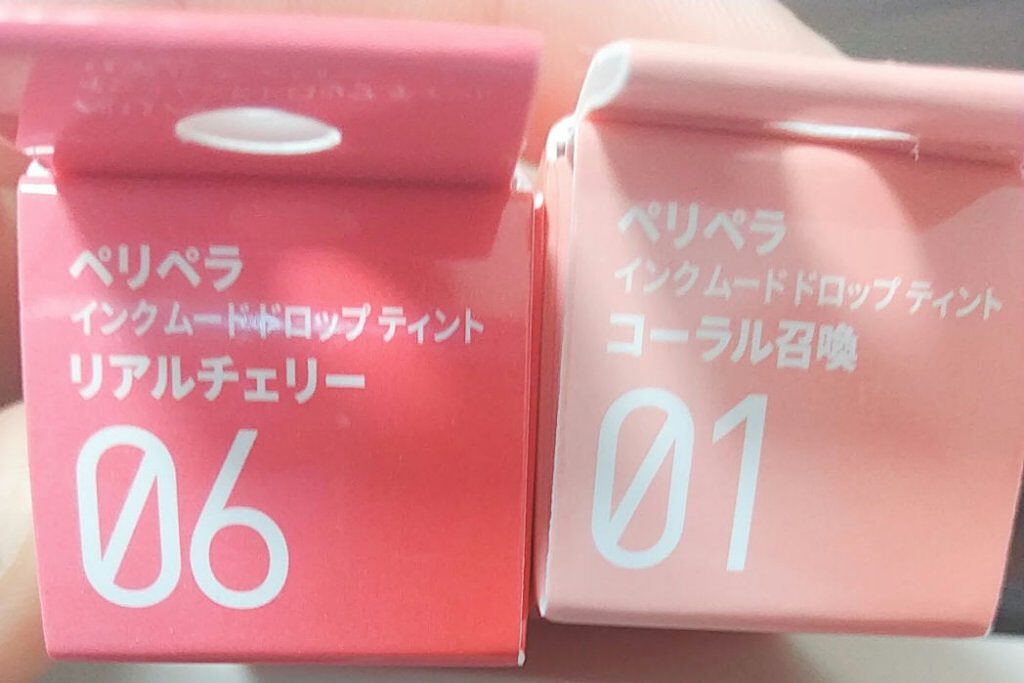 ペリペラ
インクムードドロップ ティント
リアルチェリー
06
ペリペラ
インクムードドロップ ティント
コーラル召喚
01